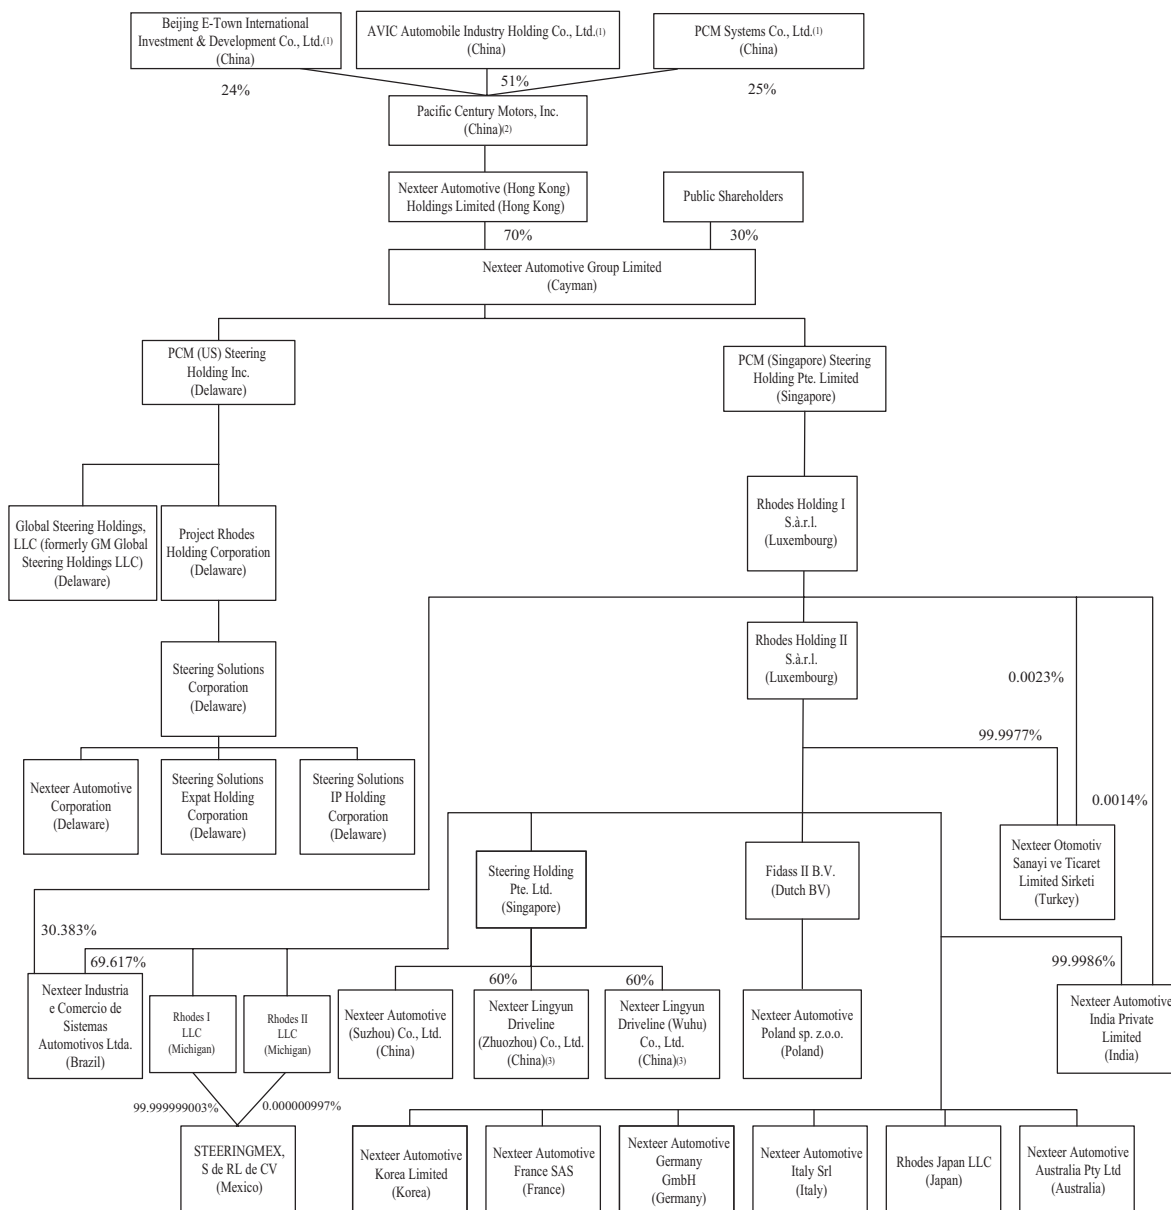 Beijing E-Town International
Investment & Development Co., Ltd.(1)
(China)
AVIC Automobile Industry Holding Co., Ltd.(1)
(China)
PCM Systems Co., Ltd.(1)
(China)
24%
51%
25%
Pacific Century Motors, Inc.
(China)(2)
Nexteer Automotive (Hong Kong)
Holdings Limited (Hong Kong)
Public Shareholders
70%
30%
Nexteer Automotive Group Limited
(Cayman)
PCM (US) Steering
Holding Inc.
(Delaware)
PCM (Singapore) Steering
Holding Pte. Limited
(Singapore)
Global Steering Holdings,
LLC (formerly GM Global
Steering Holdings LLC)
(Delaware)
Project Rhodes
Holding Corporation
(Delaware)
Rhodes Holding I
S.à.r.l.
(Luxembourg)
Steering Solutions
Corporation
(Delaware)
Rhodes Holding II
S.à.r.l.
(Luxembourg)
0.0023%
99.9977%
0.0014%
Nexteer Automotive
Corporation
(Delaware)
Steering Solutions
Expat Holding
Corporation
(Delaware)
Steering Solutions
IP Holding
Corporation
(Delaware)
Steering Holding
Pte. Ltd.
(Singapore)
Fidass II B.V.
(Dutch BV)
Nexteer Otomotiv
Sanayi ve Ticaret
Limited Sirketi
(Turkey)
30.383%
69.617%
60%
60%
99.9986%
Nexteer Industria
e Comercio de
Sistemas
Automotivos Ltda.
(Brazil)
Rhodes I
LLC
(Michigan)
Rhodes II
LLC
(Michigan)
Nexteer Automotive
(Suzhou) Co., Ltd.
(China)
Nexteer Lingyun
Driveline
(Zhuozhou) Co., Ltd.
(China)(3)
Nexteer Lingyun
Driveline (Wuhu)
Co., Ltd.
(China)(3)
Nexteer Automotive
Poland sp. z.o.o.
(Poland)
Nexteer Automotive
India Private
Limited
(India)
99.999999003%
0.000000997%
STEERINGMEX,
S de RL de CV
(Mexico)
Nexteer Automotive
Korea Limited
(Korea)
Nexteer Automotive
France SAS
(France)
Nexteer Automotive
Germany
GmbH
(Germany)
Nexteer Automotive
Italy Srl
(Italy)
Rhodes Japan LLC
(Japan)
Nexteer Automotive
Australia Pty Ltd
(Australia)